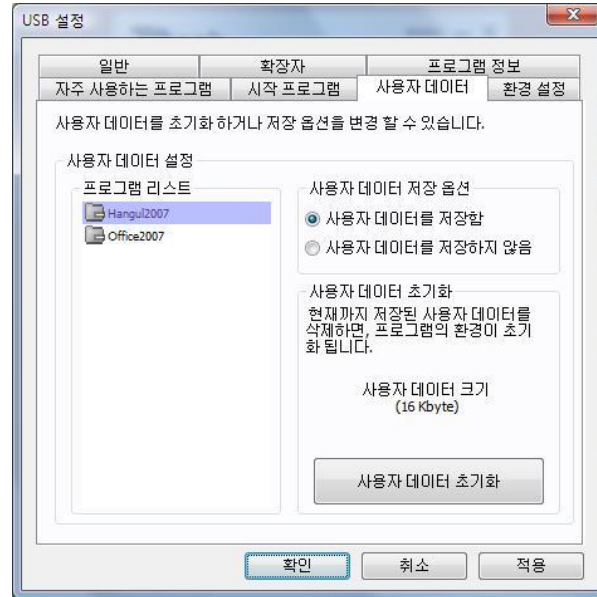 USB 설정
일반 확장자 프로그램 정보
자주 사용하는 프로그램 시작 프로그램 사용자 데이터 환경 설정
사용자 데이터를 초기화 하거나 저장 옵션을 변경 할 수 있습니다.
사용자 데이터 설정
프로그램 리스트
Hangul2007
Office2007
사용자 데이터 저장 옵션
사용자 데이터를 저장함
사용자 데이터를 저장하지 않음
사용자 데이터 초기화
현재까지 저장된 사용자 데이터를
삭제하면, 프로그램의 환경이 초기
화 됩니다.
사용자 데이터 크기
(16 Kbyte)
사용자 데이터 초기화
확인 취소 적용